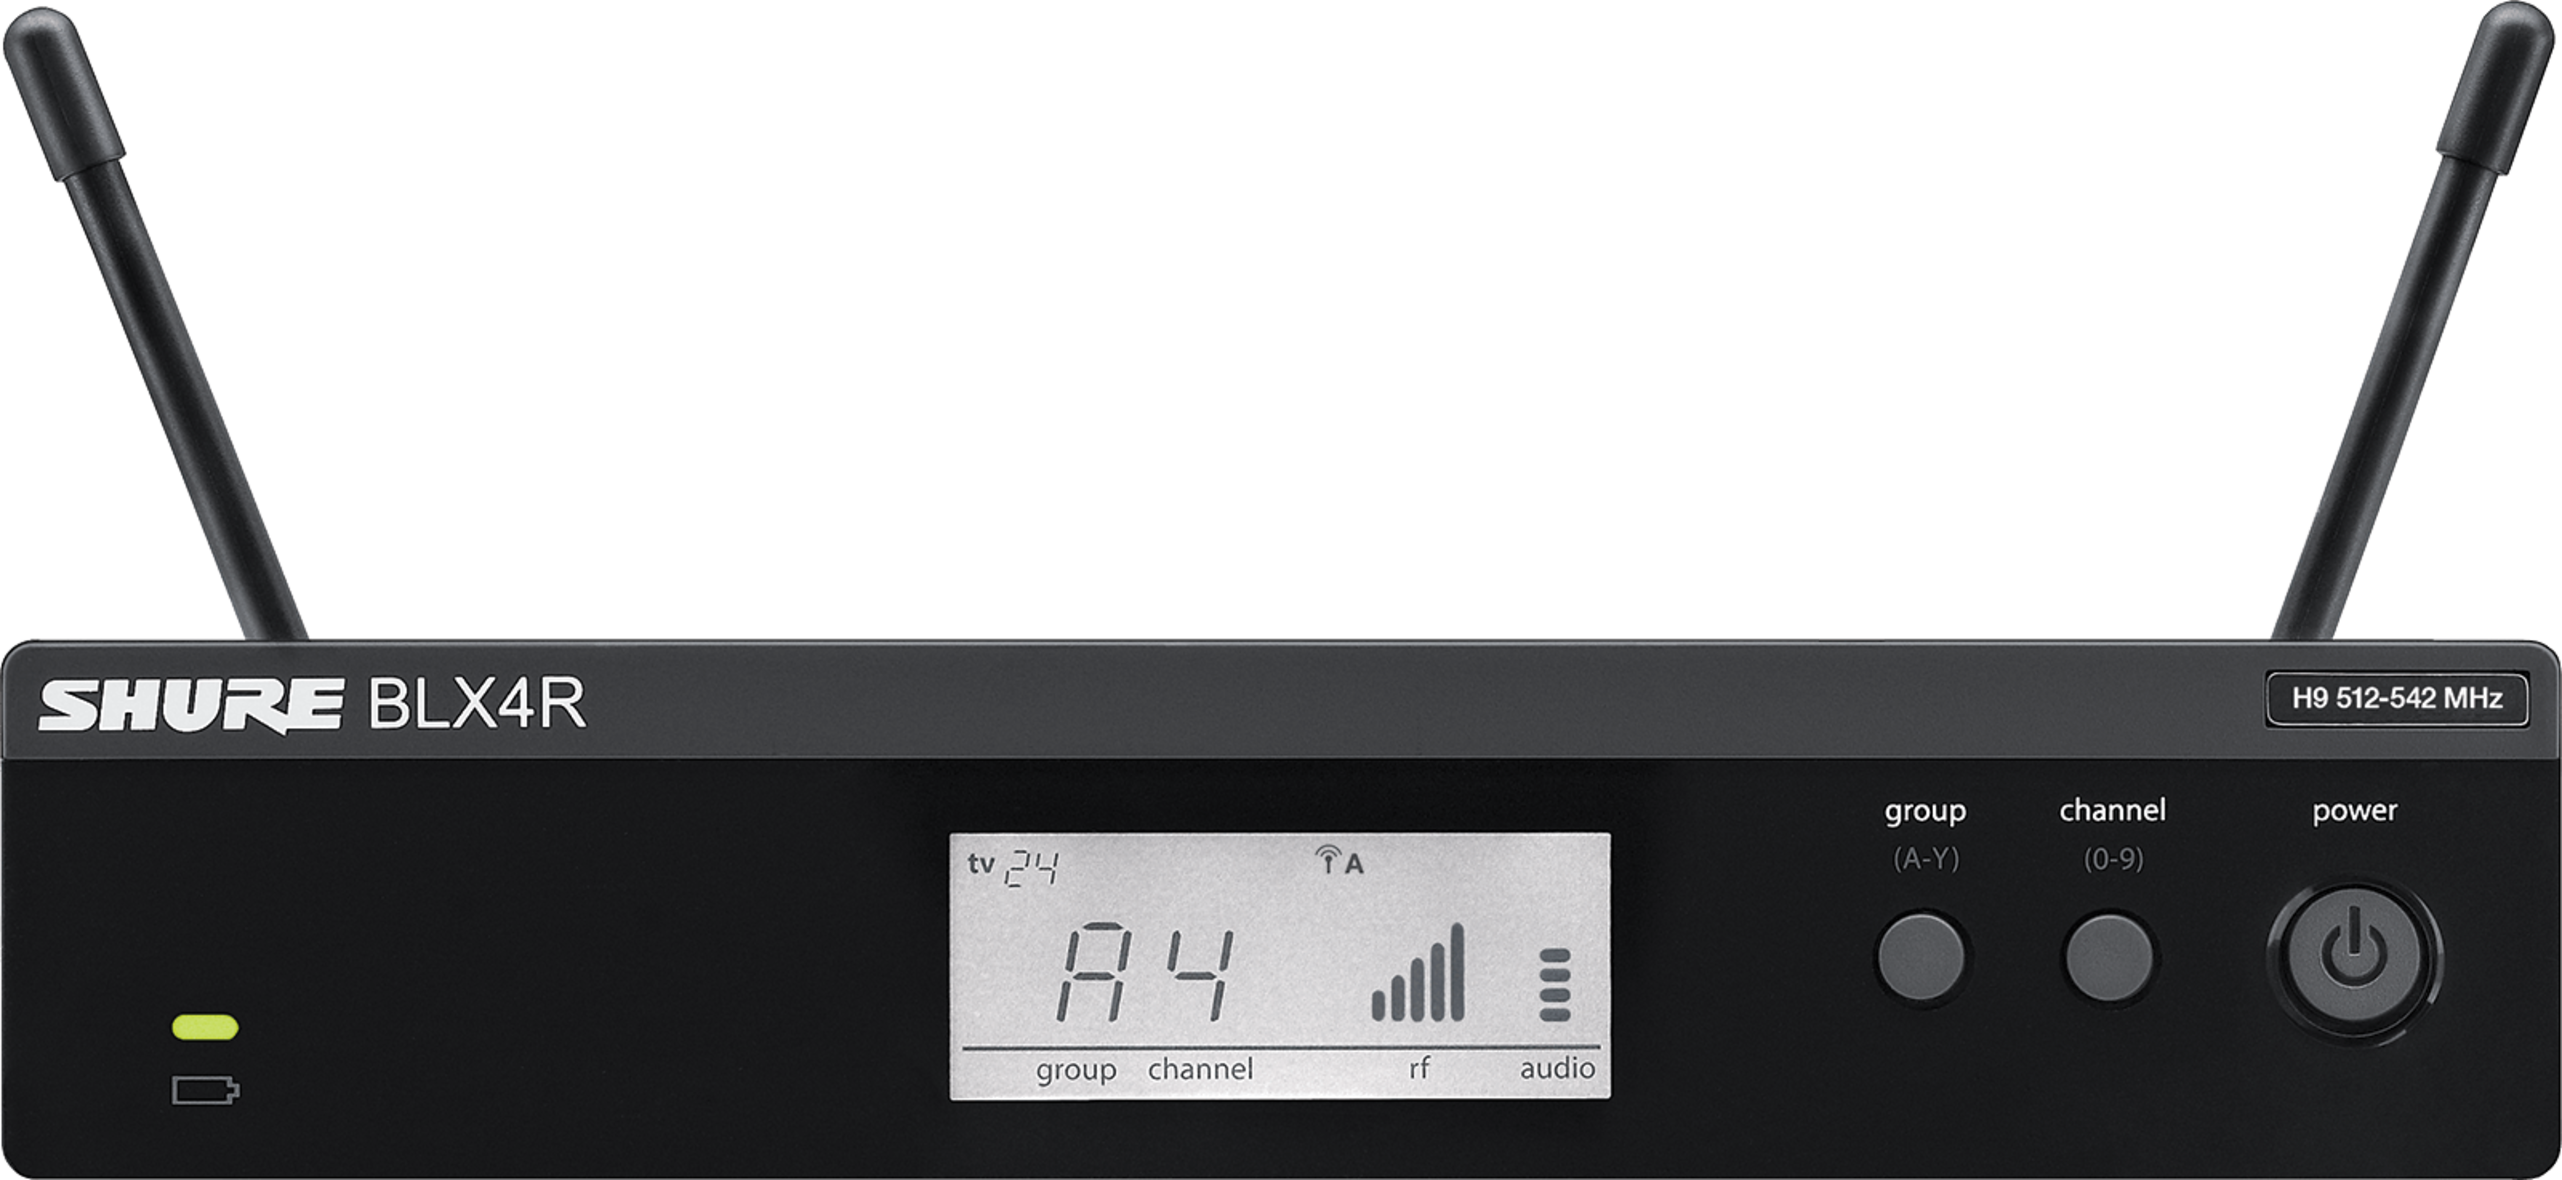 SHURE BLX4R
H9 512-542 MHz
group
channel
power
(A-Y)
(0-9)
tv 24
A
A 4
group channel rf audio